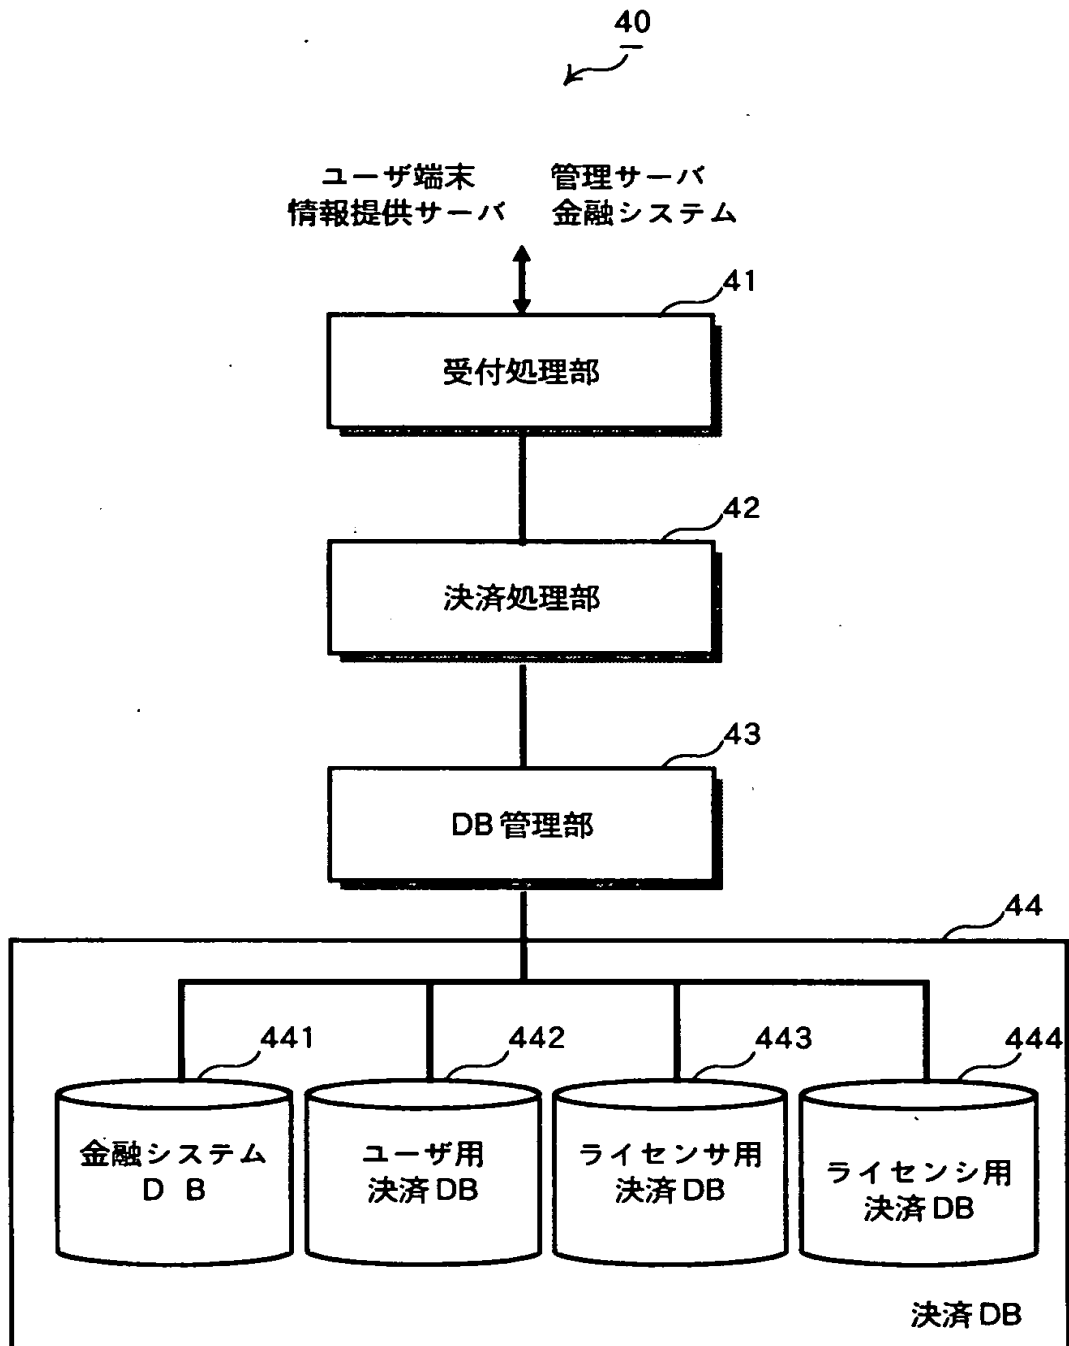 40
ユーザ端末 管理サーバ
情報提供サーバ 金融システム
41
受付処理部
42
決済処理部
43
DB管理部
44
441
442
443
444
金融システム
D B
ユーザ用
決済DB
ライセンサ用
決済DB
ライセンシ用
決済DB
決済DB